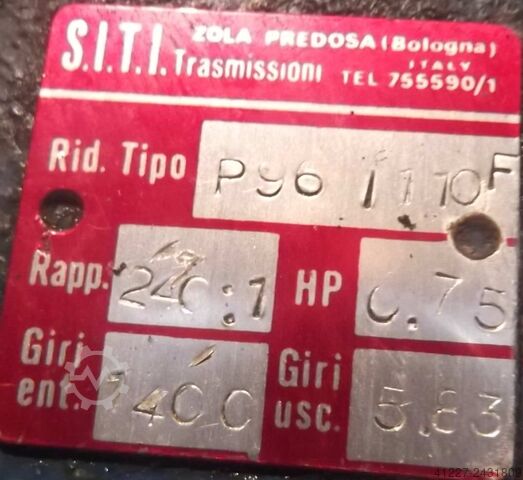 S.I.T.I. Trasmissioni
ZOLA PREDOSA (Bologna)
ITALY
TEL 755590/1
Rid. Tipo P96 / 110F
Rapp. 240:1 HP 0.75
Giri ent. 1400 Giri usc. 5.83
41227-2431809